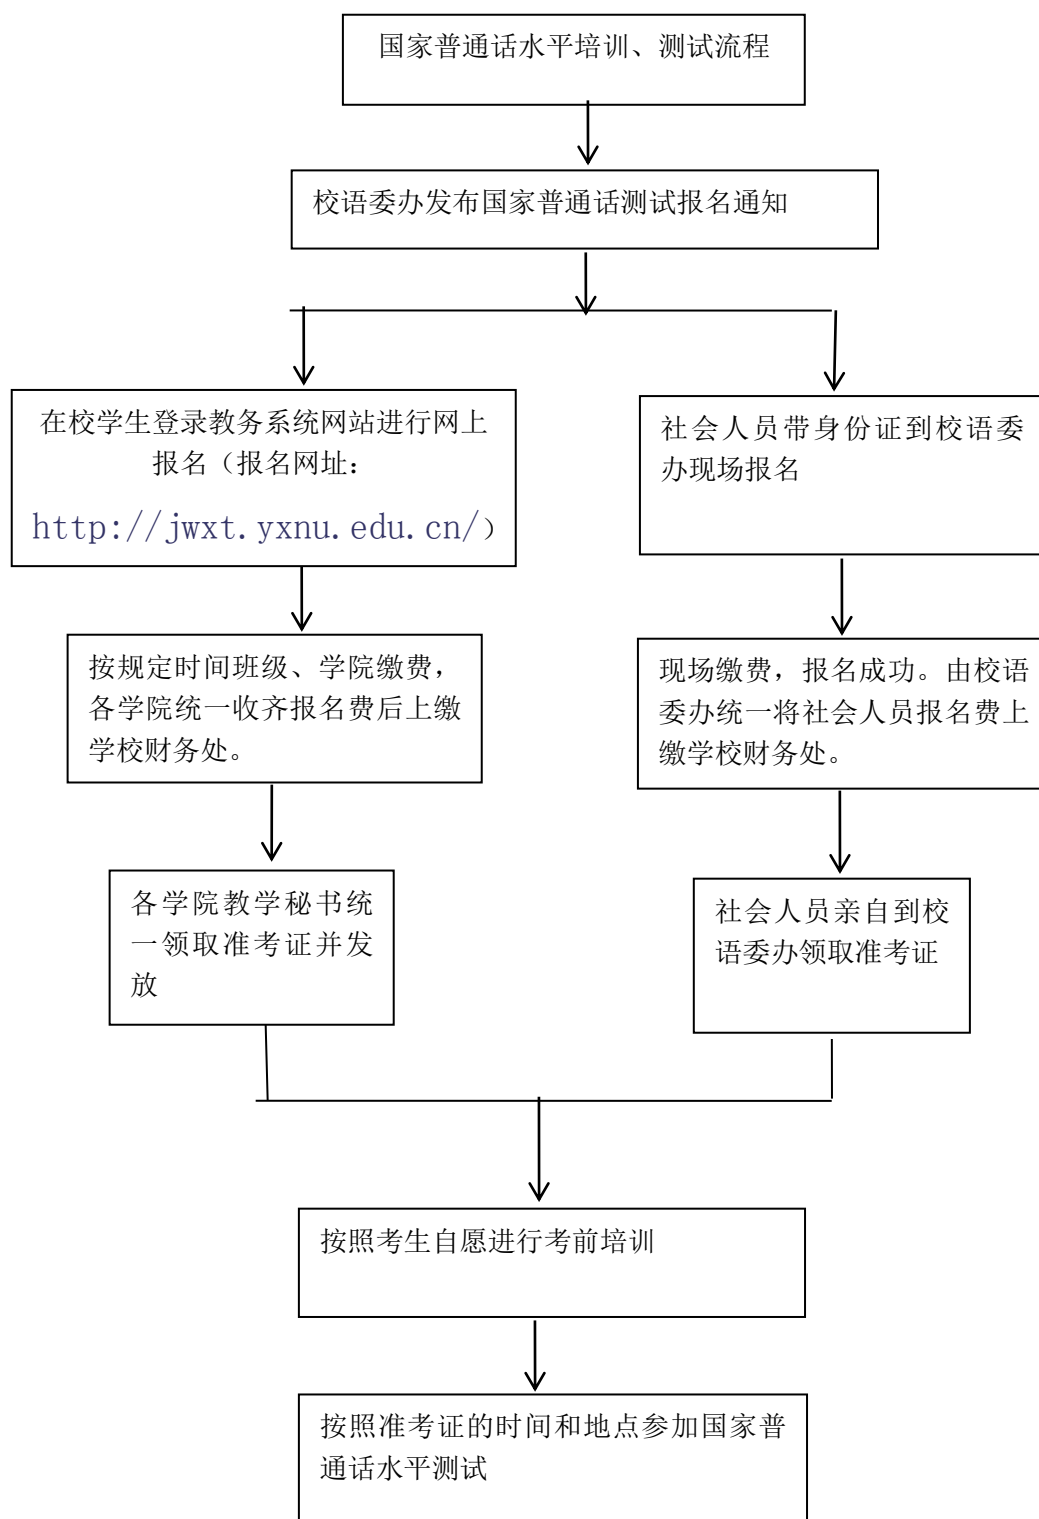 国家普通话水平培训、测试流程
校语委办发布国家普通话测试报名通知
在校学生登录教务系统网站进行网上
报名（报名网址：
http://jwxt.yxnu.edu.cn/）
社会人员带身份证到校语委
办现场报名
按规定时间班级、学院缴费，
各学院统一收齐报名费后上缴
学校财务处。
现场缴费，报名成功。由校语
委办统一将社会人员报名费上
缴学校财务处。
各学院教学秘书统
一领取准考证并发
放
社会人员亲自到校
语委办领取准考证
按照考生自愿进行考前培训
按照准考证的时间和地点参加国家普
通话水平测试